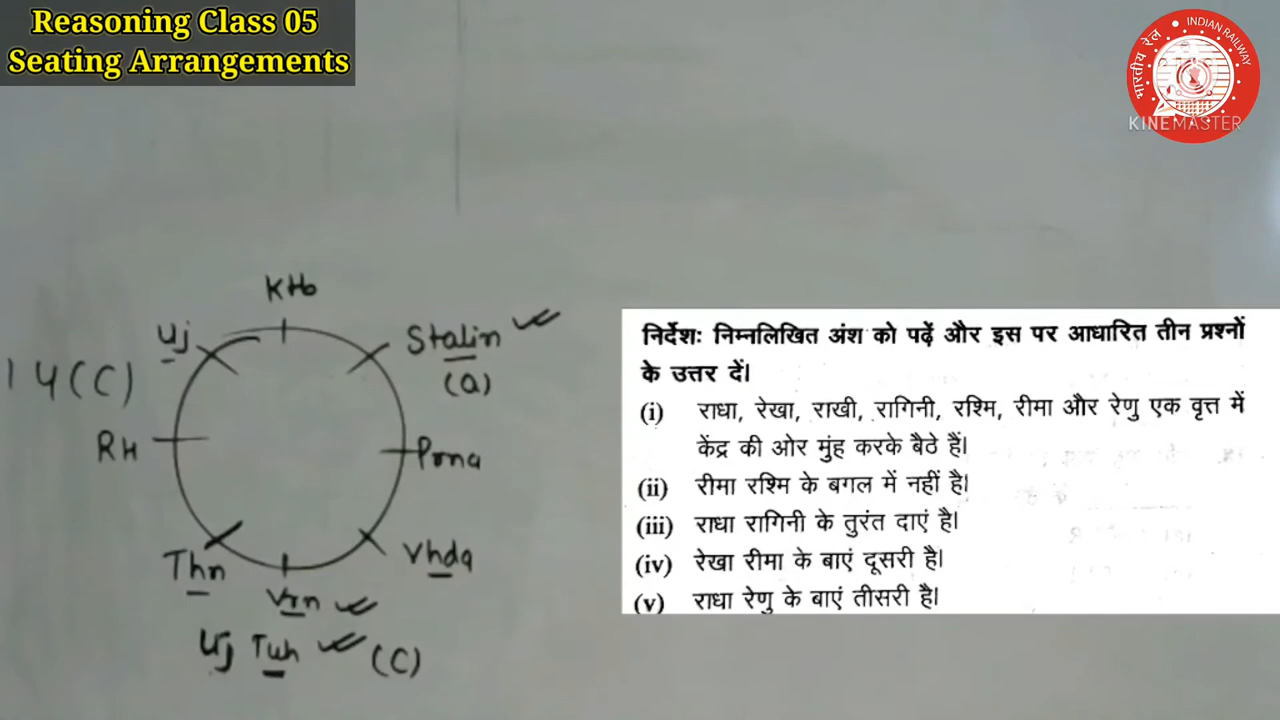 Reasoning Class 05
Seating Arrangements
भारतीय रेल
INDIAN RAILWAY
KINEMASTER
KHb
Uj
Stalin
(a)
14(C)
RH
Prna
Thn
Vhda
Vrn
Uj Tuh (C)
निर्देशः निम्नलिखित अंश को पढ़ें और इस पर आधारित तीन प्रश्नों
के उत्तर दें।
(i) राधा, रेखा, राखी, रागिनी, रश्मि, रीमा और रेणु एक वृत्त में
केंद्र की ओर मुंह करके बैठे हैं।
(ii) रीमा रश्मि के बगल में नहीं है।
(iii) राधा रागिनी के तुरंत दाएं है।
(iv) रेखा रीमा के बाएं दूसरी है।
(v) राधा रेणु के बाएं तीसरी है।